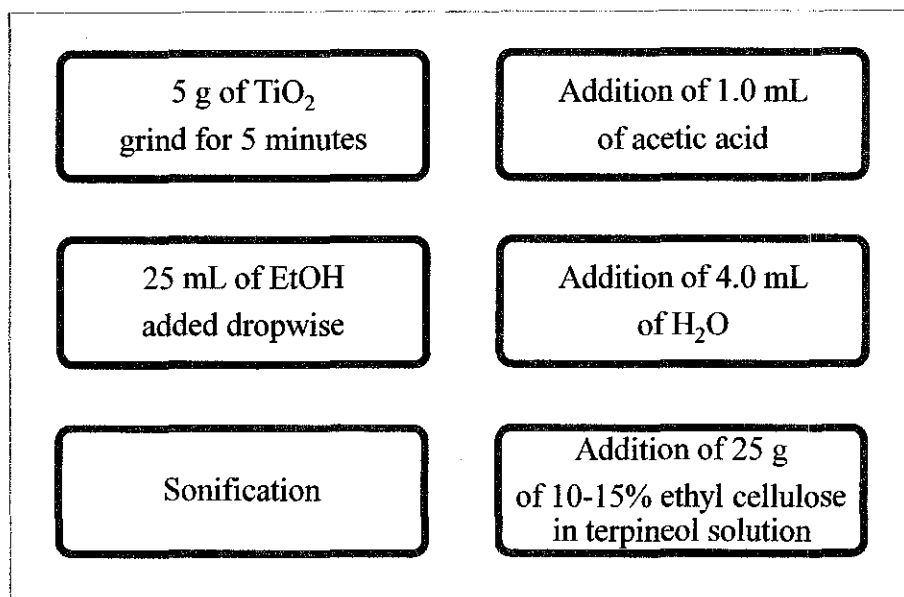 5 g of TiO₂
grind for 5 minutes
Addition of 1.0 mL
of acetic acid
25 mL of EtOH
added dropwise
Addition of 4.0 mL
of H₂O
Sonification
Addition of 25 g
of 10-15% ethyl cellulose
in terpineol solution